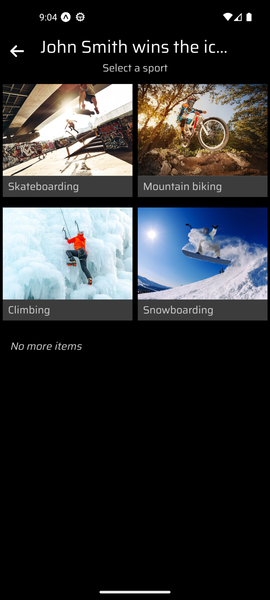 9:04
John Smith wins the ic...
Select a sport
Skateboarding
Mountain biking
Climbing
Snowboarding
No more items